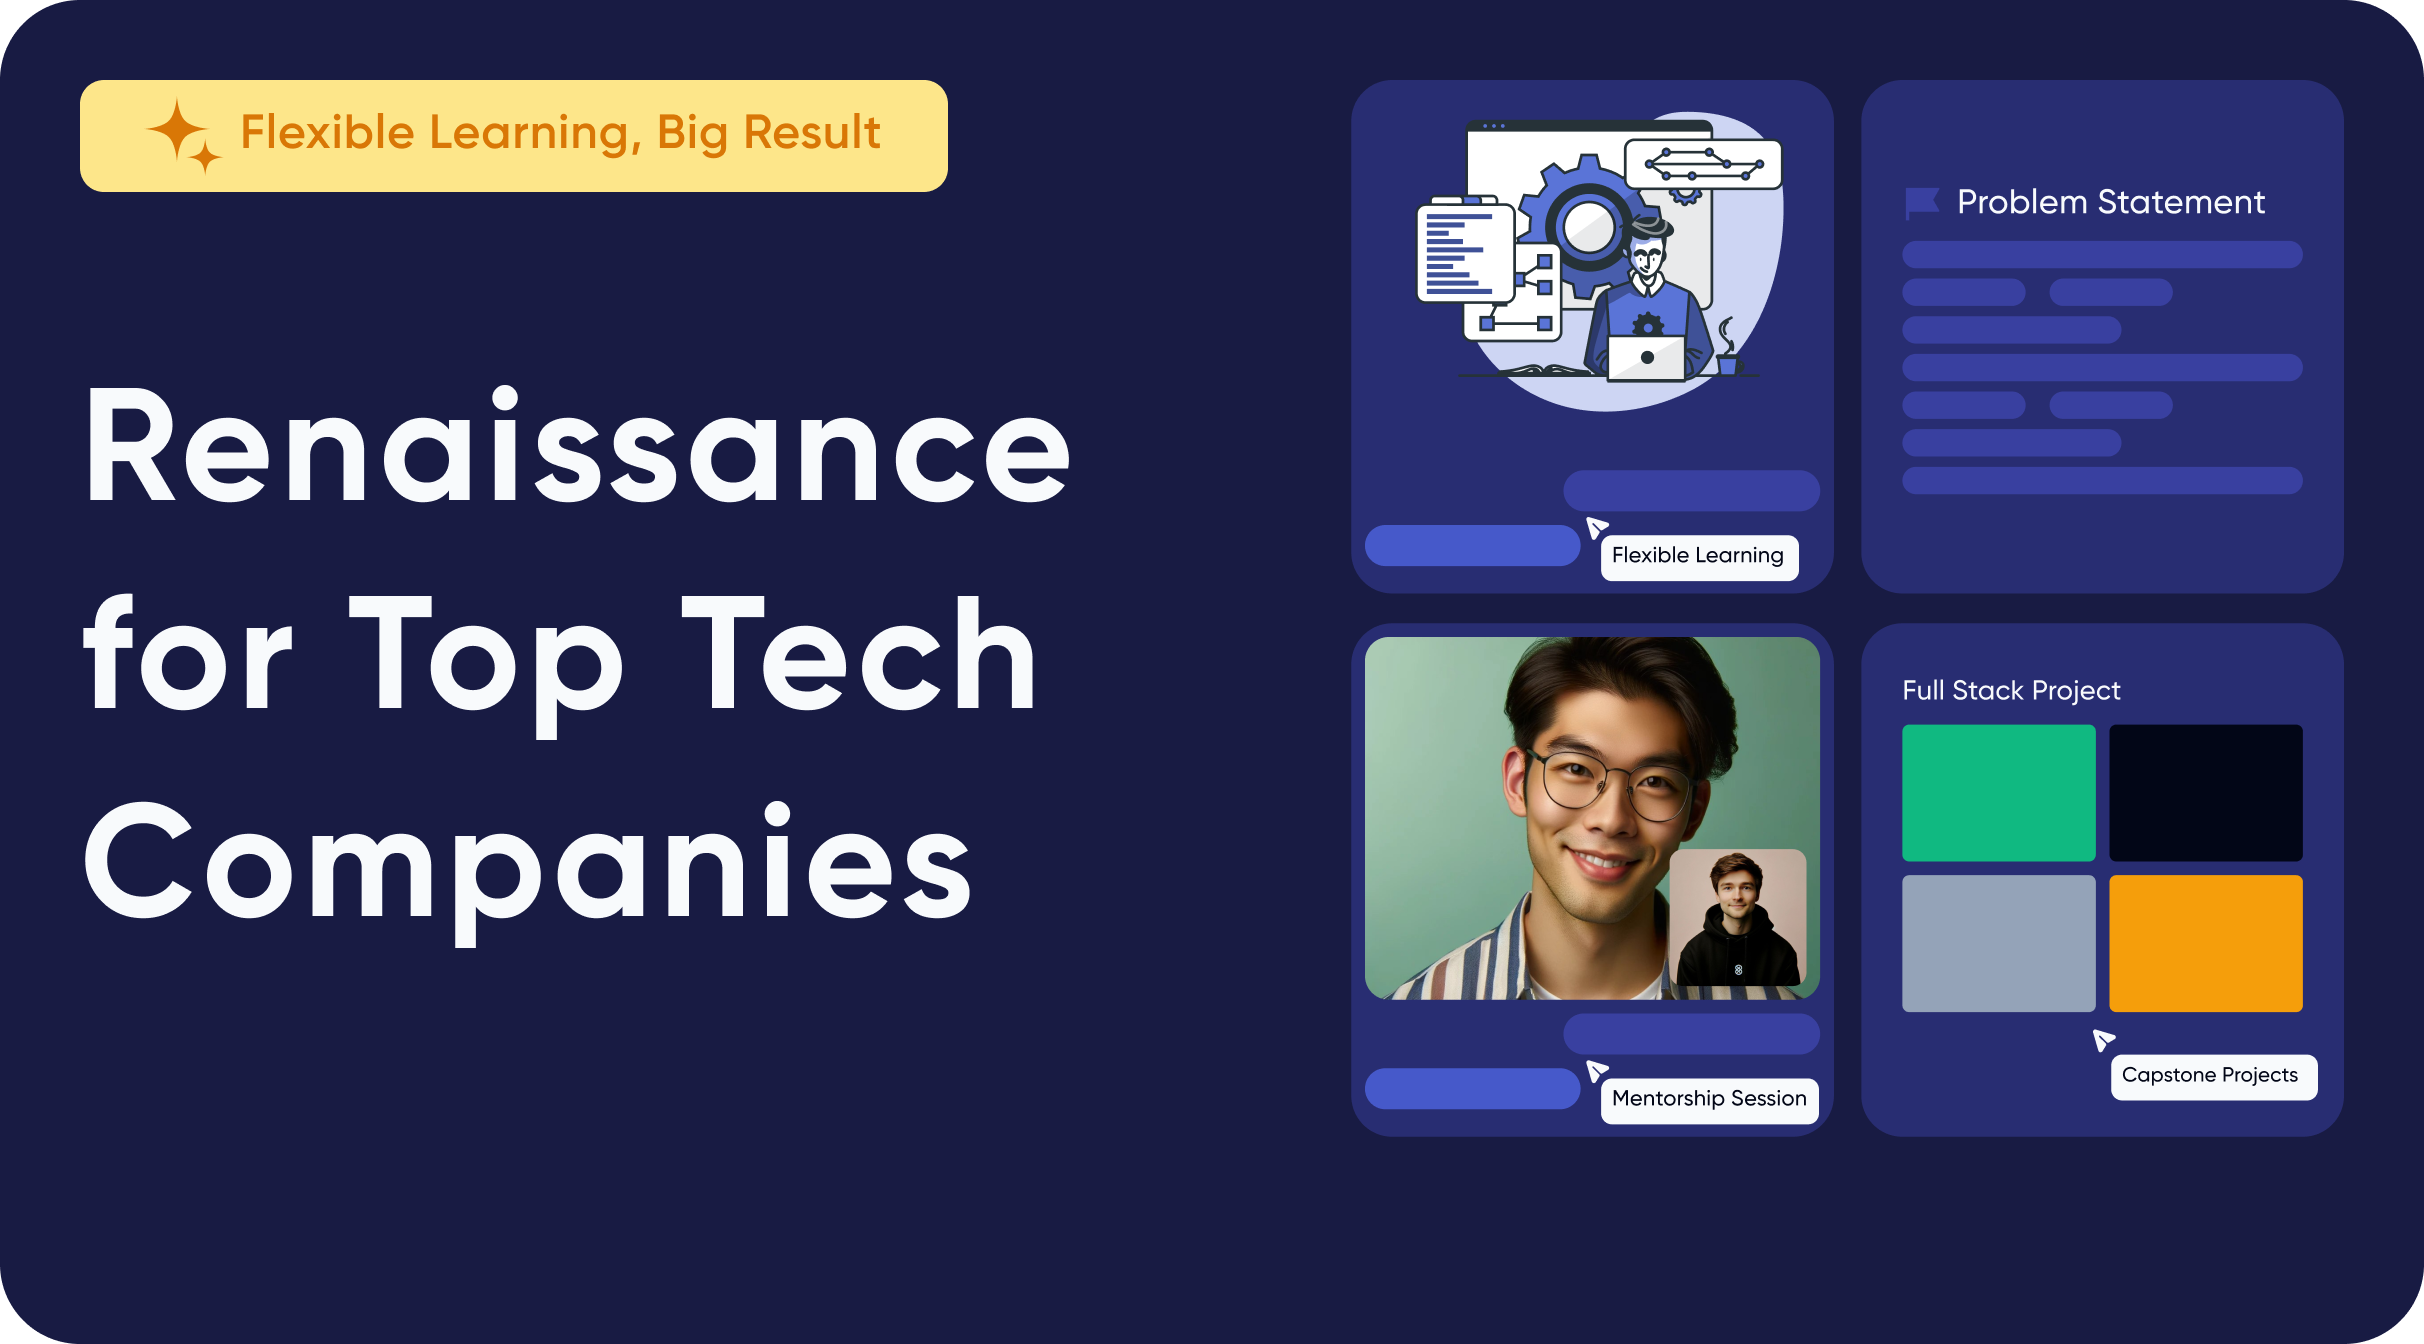 Flexible Learning, Big Result
Renaissance
for Top Tech
Companies
Flexible Learning
Problem Statement
Mentorship Session
Full Stack Project
Capstone Projects